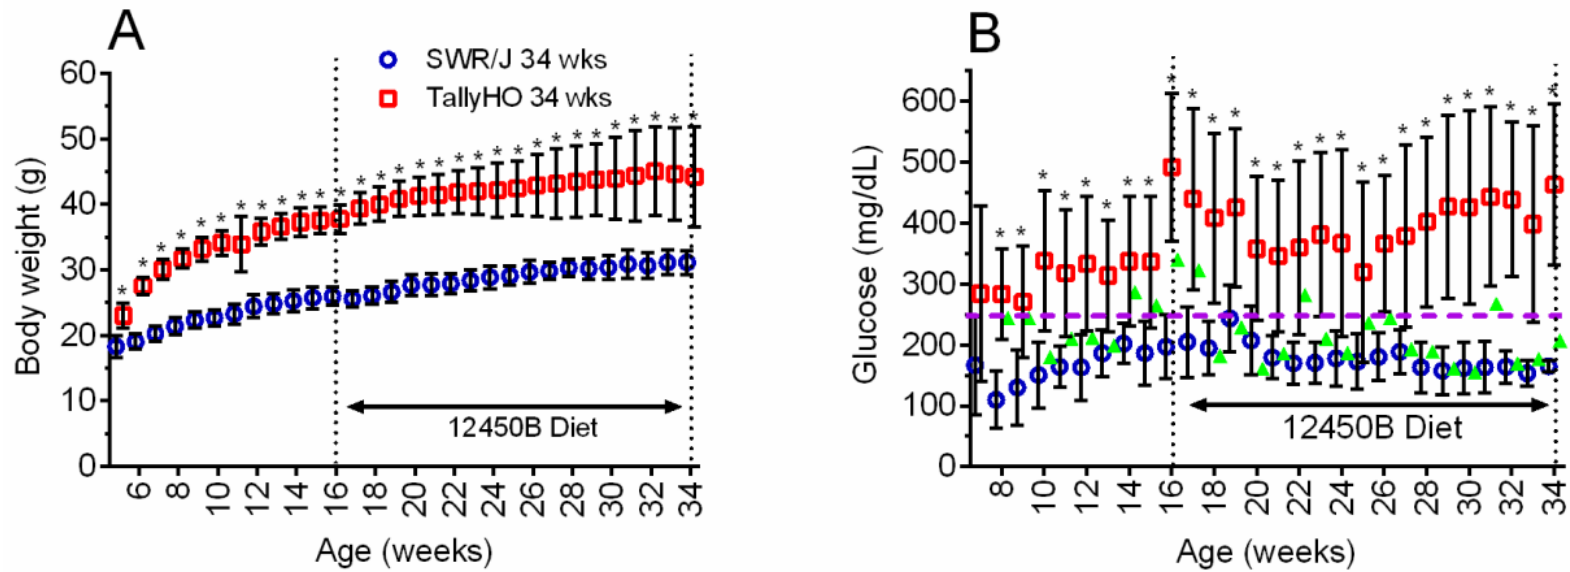 A
SWR/J 34 wks
TallyHO 34 wks
Body weight (g)
60
50
40
30
20
10
0
* * * * * * * * * * * * * * * * * * * * * * * * * * * * * *
12450B Diet
6 8 10 12 14 16 18 20 22 24 26 28 30 32 34
Age (weeks)
B
Glucose (mg/dL)
600
500
400
300
200
100
0
* * * * * * * * * * * * * * * * * * * * * * * * * *
12450B Diet
8 10 12 14 16 18 20 22 24 26 28 30 32 34
Age (weeks)